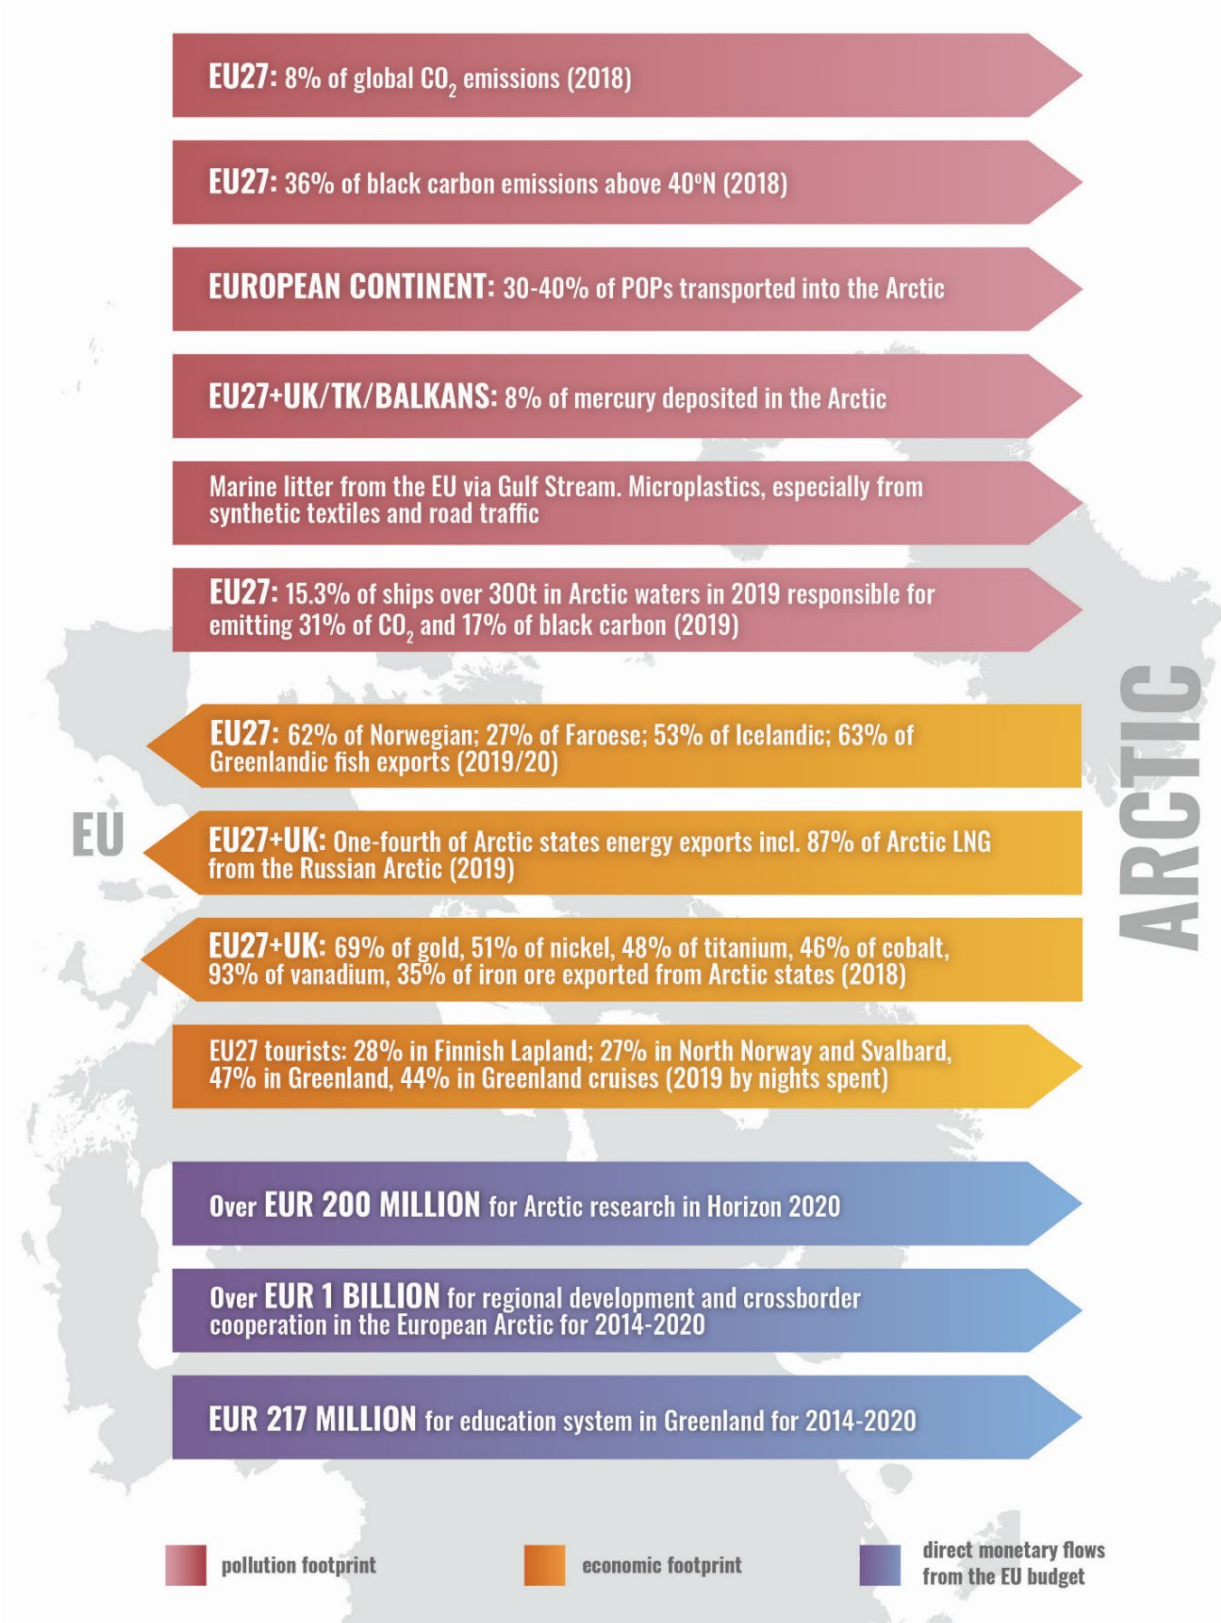 EU27: 8% of global CO₂ emissions (2018)
EU27: 36% of black carbon emissions above 40ºN (2018)
EUROPEAN CONTINENT: 30-40% of POPs transported into the Arctic
EU27+UK/TK/BALKANS: 8% of mercury deposited in the Arctic
Marine litter from the EU via Gulf Stream. Microplastics, especially from
synthetic textiles and road traffic
EU27: 15.3% of ships over 300t in Arctic waters in 2019 responsible for
emitting 31% of CO₂ and 17% of black carbon (2019)
EU27: 62% of Norwegian; 27% of Faroese; 53% of Icelandic; 63% of
Greenlandic fish exports (2019/20)
EU
EU27+UK: One-fourth of Arctic states energy exports incl. 87% of Arctic LNG
from the Russian Arctic (2019)
ARCTIC
EU27+UK: 69% of gold, 51% of nickel, 48% of titanium, 46% of cobalt,
93% of vanadium, 35% of iron ore exported from Arctic states (2018)
EU27 tourists: 28% in Finnish Lapland; 27% in North Norway and Svalbard,
47% in Greenland, 44% in Greenland cruises (2019 by nights spent)
Over EUR 200 MILLION for Arctic research in Horizon 2020
Over EUR 1 BILLION for regional development and crossborder
cooperation in the European Arctic for 2014-2020
EUR 217 MILLION for education system in Greenland for 2014-2020
pollution footprint
economic footprint
direct monetary flows
from the EU budget